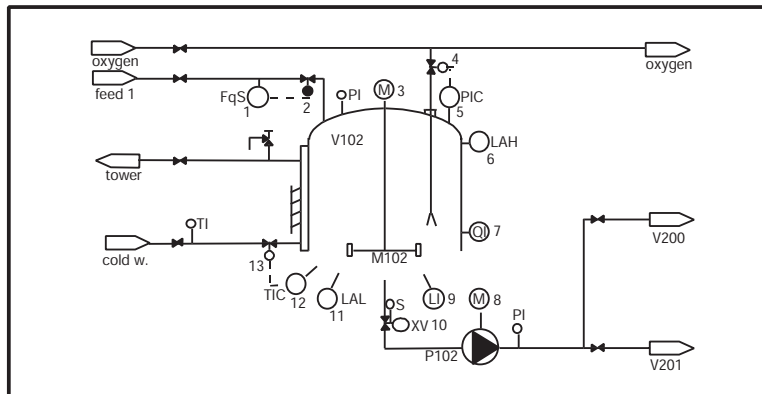 oxygen
oxygen
4
feed 1
FqS
1
2
PI
M 3
PIC
5
V102
LAH
6
tower
TI
QI 7
cold w.
13
TIC
12
LAL
11
M102
LI 9
S
XV 10
M 8
PI
P102
V200
V201